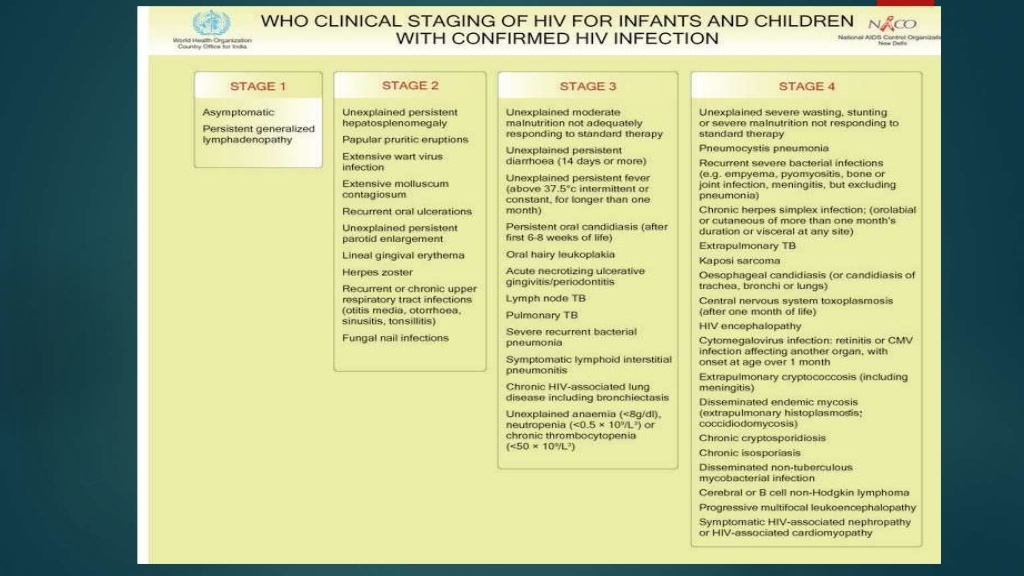 WHO CLINICAL STAGING OF HIV FOR INFANTS AND CHILDREN
WITH CONFIRMED HIV INFECTION
World Health Organization
Country Office for India
NACO
National AIDS Control Organizatio
New Delhi
STAGE 1
Asymptomatic
Persistent generalized
lymphadenopathy
STAGE 2
Unexplained persistent
hepatosplenomegaly
Papular pruritic eruptions
Extensive wart virus
infection
Extensive molluscum
contagiosum
Recurrent oral ulcerations
Unexplained persistent
parotid enlargement
Lineal gingival erythema
Herpes zoster
Recurrent or chronic upper
respiratory tract infections
(otitis media, otorrhoea,
sinusitis, tonsillitis)
Fungal nail infections
STAGE 3
Unexplained moderate
malnutrition not adequately
responding to standard therapy
Unexplained persistent
diarrhoea (14 days or more)
Unexplained persistent fever
(above 37.5°c intermittent or
constant, for longer than one
month)
Persistent oral candidiasis (after
first 6-8 weeks of life)
Oral hairy leukoplakia
Acute necrotizing ulcerative
gingivitis/periodontitis
Lymph node TB
Pulmonary TB
Severe recurrent bacterial
pneumonia
Symptomatic lymphoid interstitial
pneumonitis
Chronic HIV-associated lung
disease including bronchiectasis
Unexplained anaemia (<8g/dl),
neutropenia (<0.5 × 10⁹/L³) or
chronic thrombocytopenia
(<50 × 10⁹/L³)
STAGE 4
Unexplained severe wasting, stunting
or severe malnutrition not responding to
standard therapy
Pneumocystis pneumonia
Recurrent severe bacterial infections
(e.g. empyema, pyomyositis, bone or
joint infection, meningitis, but excluding
pneumonia)
Chronic herpes simplex infection; (orolabial
or cutaneous of more than one month's
duration or visceral at any site)
Extrapulmonary TB
Kaposi sarcoma
Oesophageal candidiasis (or candidiasis of
trachea, bronchi or lungs)
Central nervous system toxoplasmosis
(after one month of life)
HIV encephalopathy
Cytomegalovirus infection: retinitis or CMV
infection affecting another organ, with
onset at age over 1 month
Extrapulmonary cryptococcosis (including
meningitis)
Disseminated endemic mycosis
(extrapulmonary histoplasmostis;
coccidiodomycosis)
Chronic cryptosporidiosis
Chronic isosporiasis
Disseminated non-tuberculous
mycobacterial infection
Cerebral or B cell non-Hodgkin lymphoma
Progressive multifocal leukoencephalopathy
Symptomatic HIV-associated nephropathy
or HIV-associated cardiomyopathy